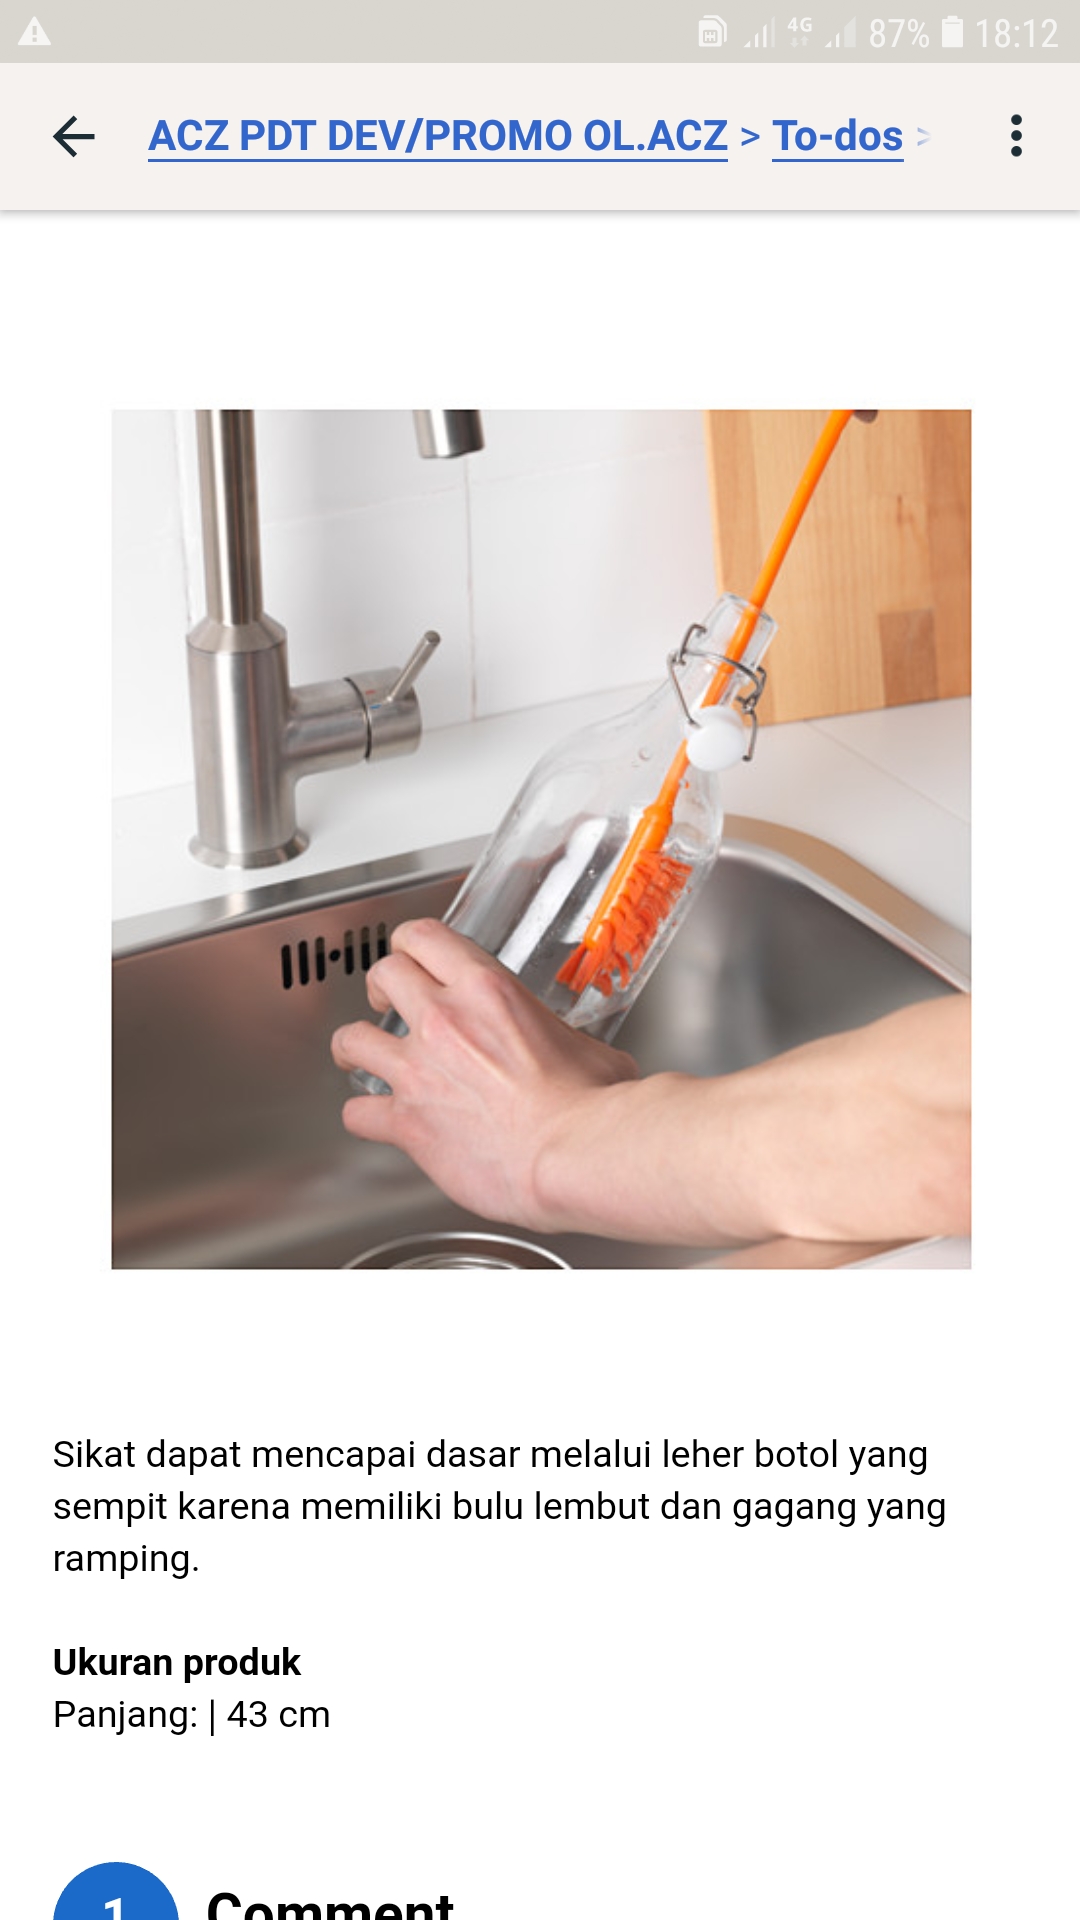 4G 87% 18:12
ACZ PDT DEV/PROMO OL.ACZ > To-dos >
Sikat dapat mencapai dasar melalui leher botol yang
sempit karena memiliki bulu lembut dan gagang yang
ramping.
Ukuran produk
Panjang: | 43 cm
1 Comment